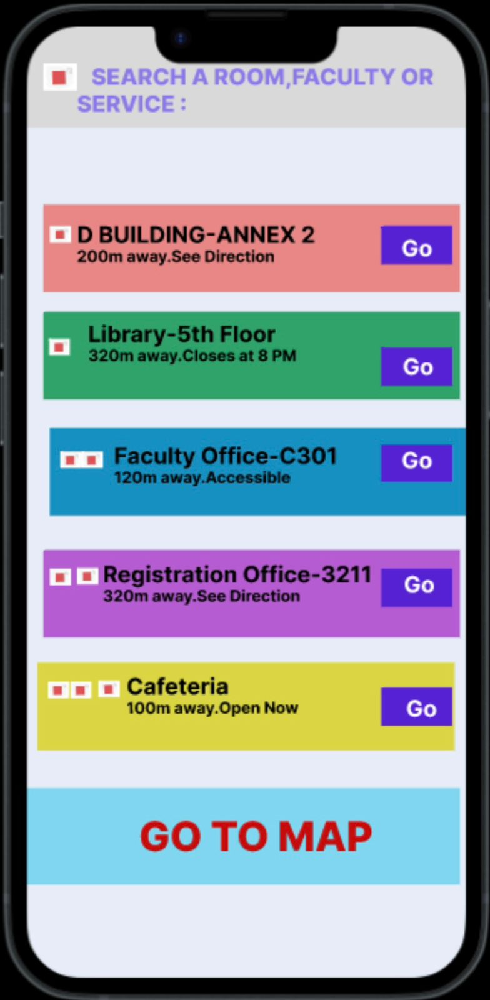 SEARCH A ROOM,FACULTY OR
SERVICE :
D BUILDING-ANNEX 2
200m away.See Direction
Go
Library-5th Floor
320m away.Closes at 8 PM
Go
Faculty Office-C301
120m away.Accessible
Go
Registration Office-3211
320m away.See Direction
Go
Cafeteria
100m away.Open Now
Go
GO TO MAP